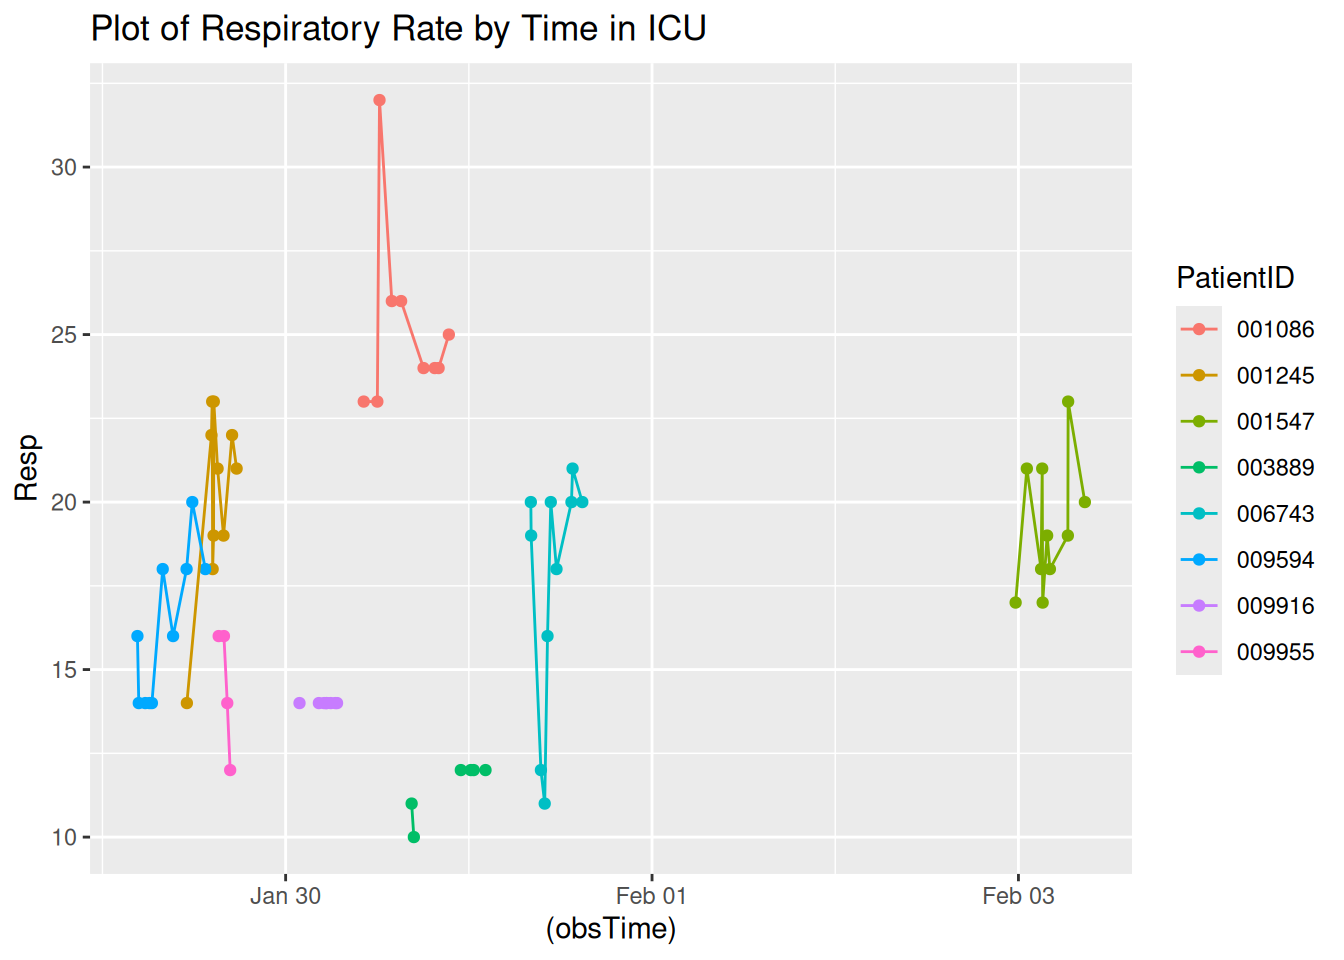 Plot of Respiratory Rate by Time in ICU
30
25
20
15
10
Resp
Jan 30
Feb 01
Feb 03
(obsTime)
PatientID
001086
001245
001547
003889
006743
009594
009916
009955